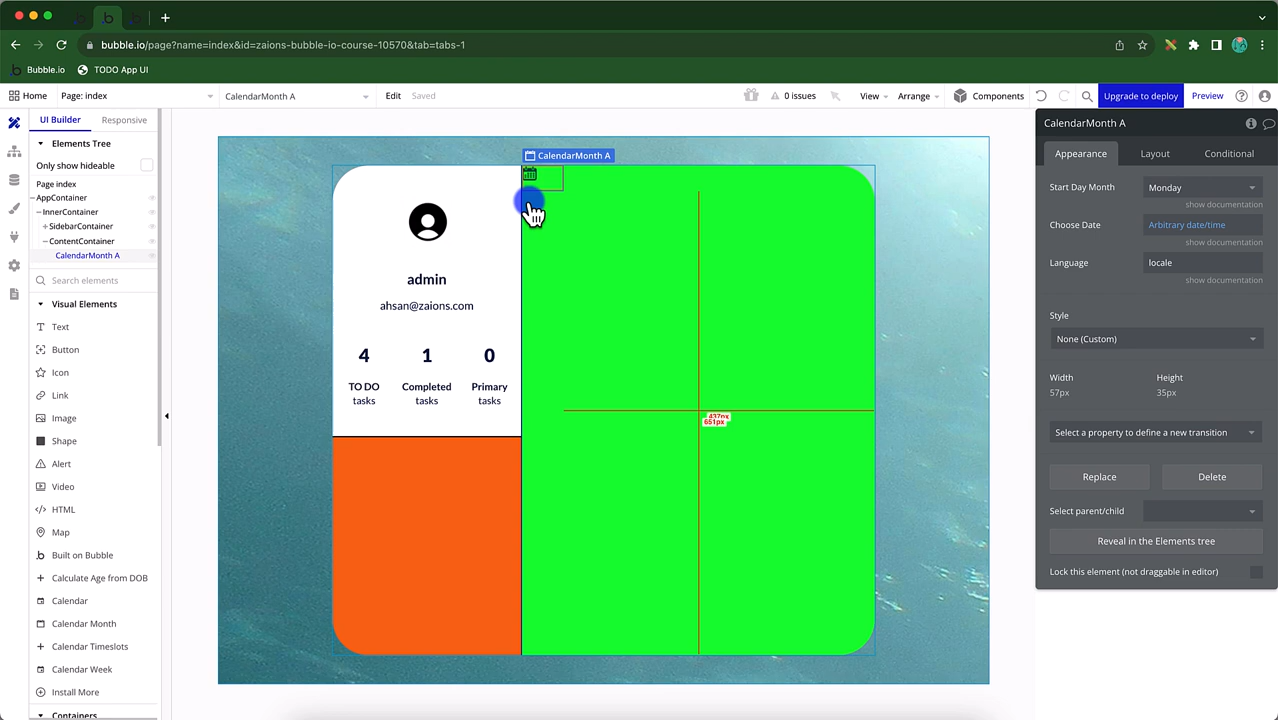 bubble.io/page?name=index&id=zaions-bubble-io-course-10570&tab=tabs-1
Bubble.io TODO App UI
Home Page: index CalendarMonth A Edit Saved 0 issues View Arrange Components Upgrade to deploy Preview
UI Builder Responsive
Elements Tree
Only show hideable
Page index
AppContainer
InnerContainer
SidebarContainer
ContentContainer
CalendarMonth A
Search elements
Visual Elements
Text
Button
Icon
Link
Image
Shape
Alert
Video
HTML
Map
Built on Bubble
Calculate Age from DOB
Calendar
Calendar Month
Calendar Timeslots
Calendar Week
Install More
Containers
CalendarMonth A
admin
ahsan@zaions.com
4 1 0
TO DO Completed Primary
tasks tasks tasks
437px
651px
CalendarMonth A
Appearance Layout Conditional
Start Day Month Monday
show documentation
Choose Date Arbitrary date/time
show documentation
Language locale
show documentation
Style
None (Custom)
Width Height
57px 35px
Select a property to define a new transition
Replace Delete
Select parent/child
Reveal in the Elements tree
Lock this element (not draggable in editor)